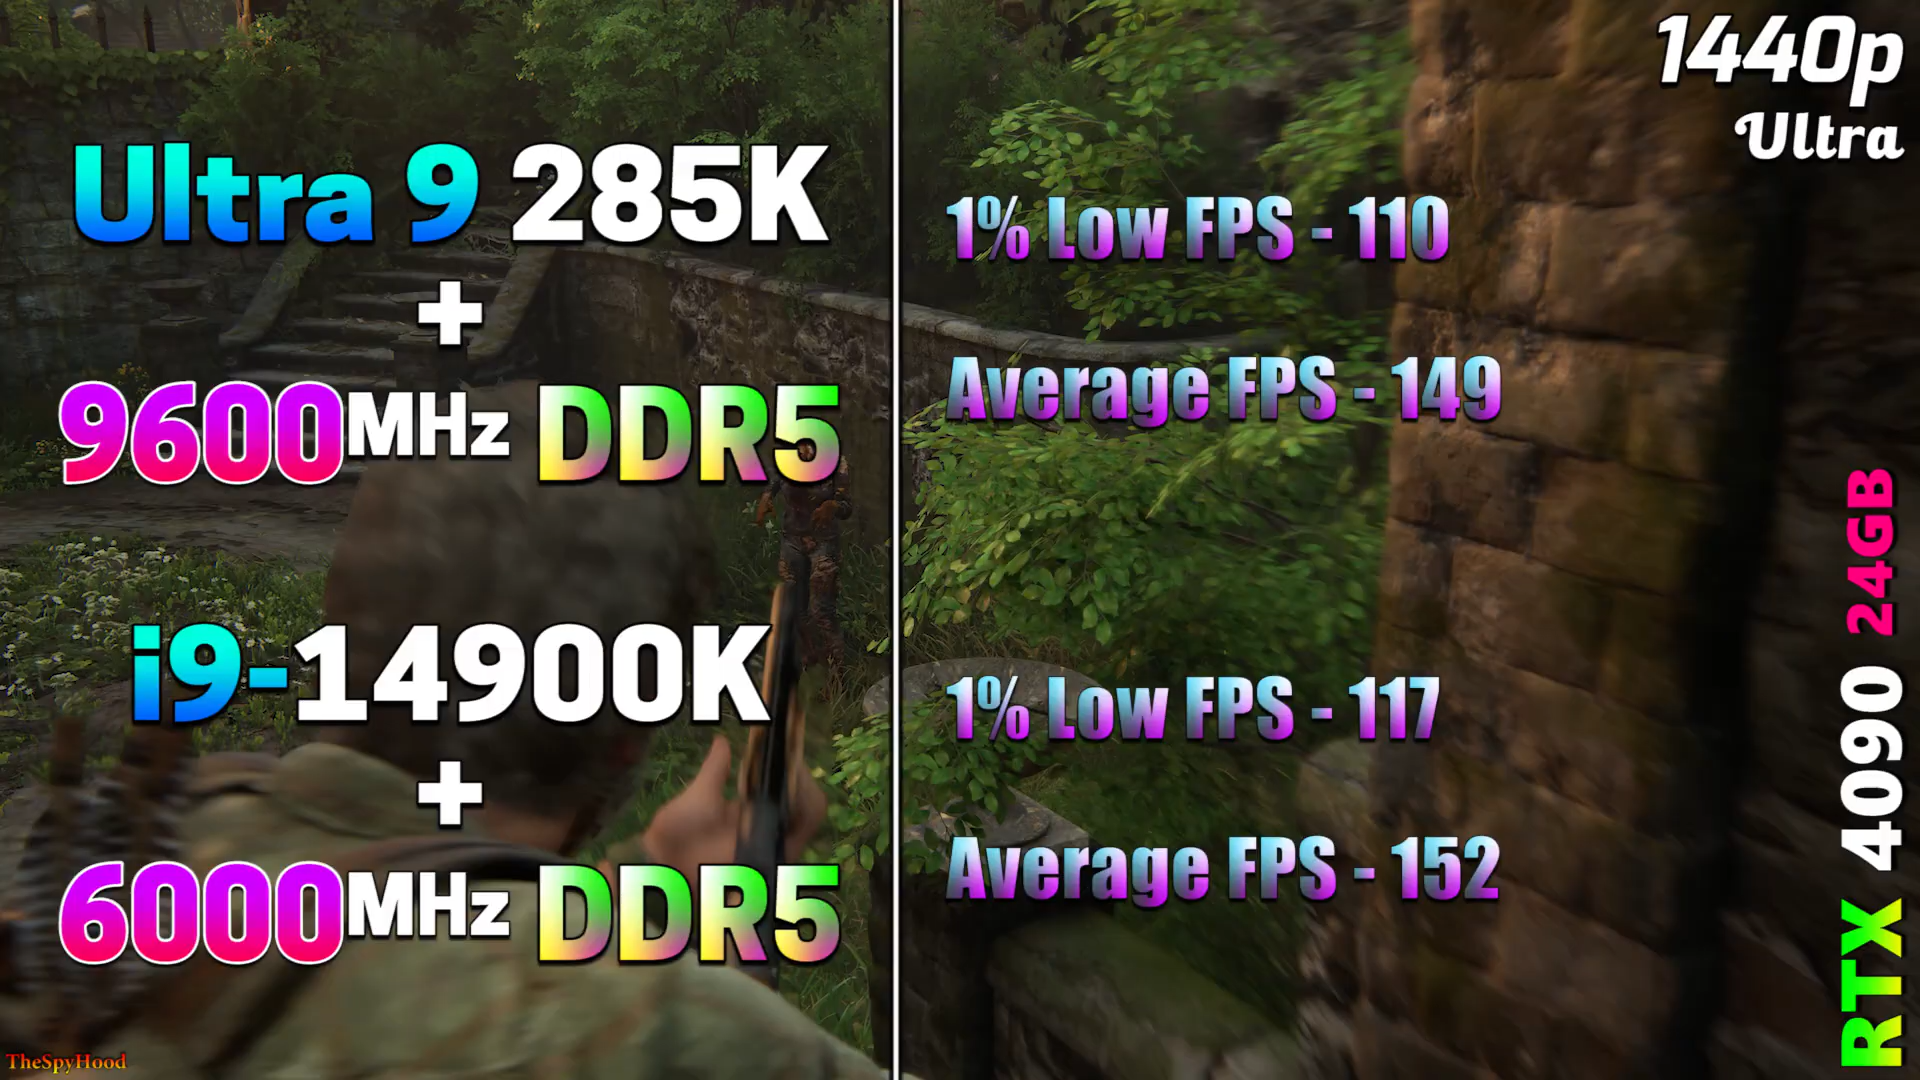 1440p
Ultra
Ultra 9 285K
+
9600MHz DDR5
1% Low FPS - 110
Average FPS - 149
i9-14900K
+
6000MHz DDR5
1% Low FPS - 117
Average FPS - 152
RTX 4090 24GB
TheSpyHood